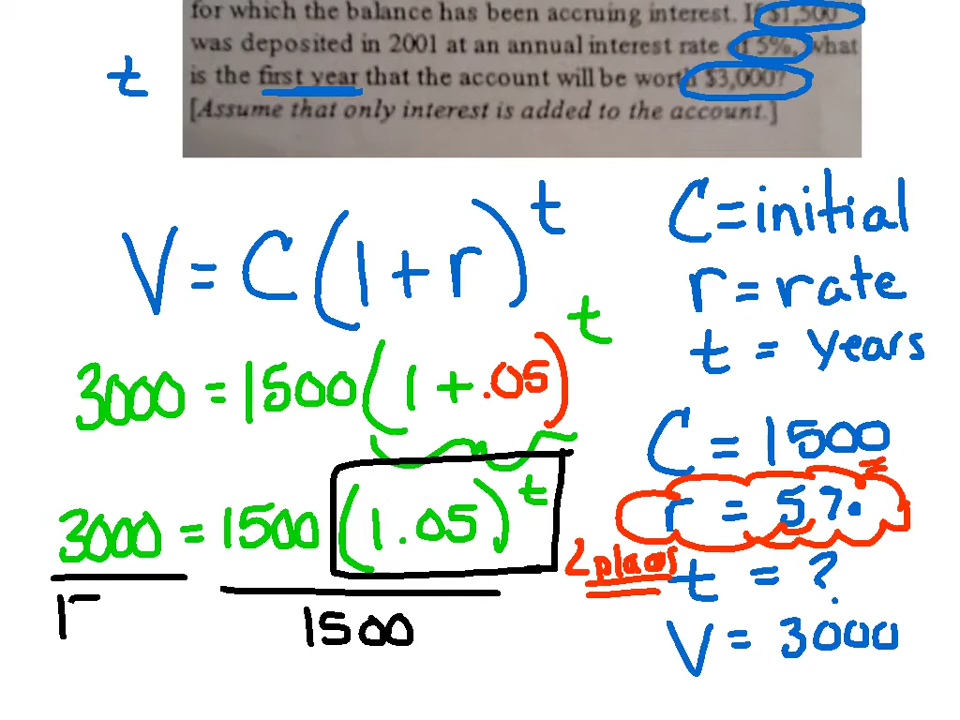 for which the balance has been accruing interest. If $1,500
was deposited in 2001 at an annual interest rate of 5%, what
is the first year that the account will be worth $3,000?
[Assume that only interest is added to the account.]
t
V = C(1+r)^t
C = initial
r = rate
t = years
3000 = 1500(1 + .05)^t
C = 1500
3000 = 1500(1.05)^t
r = 5%
2 places
t = ?
1500
V = 3000